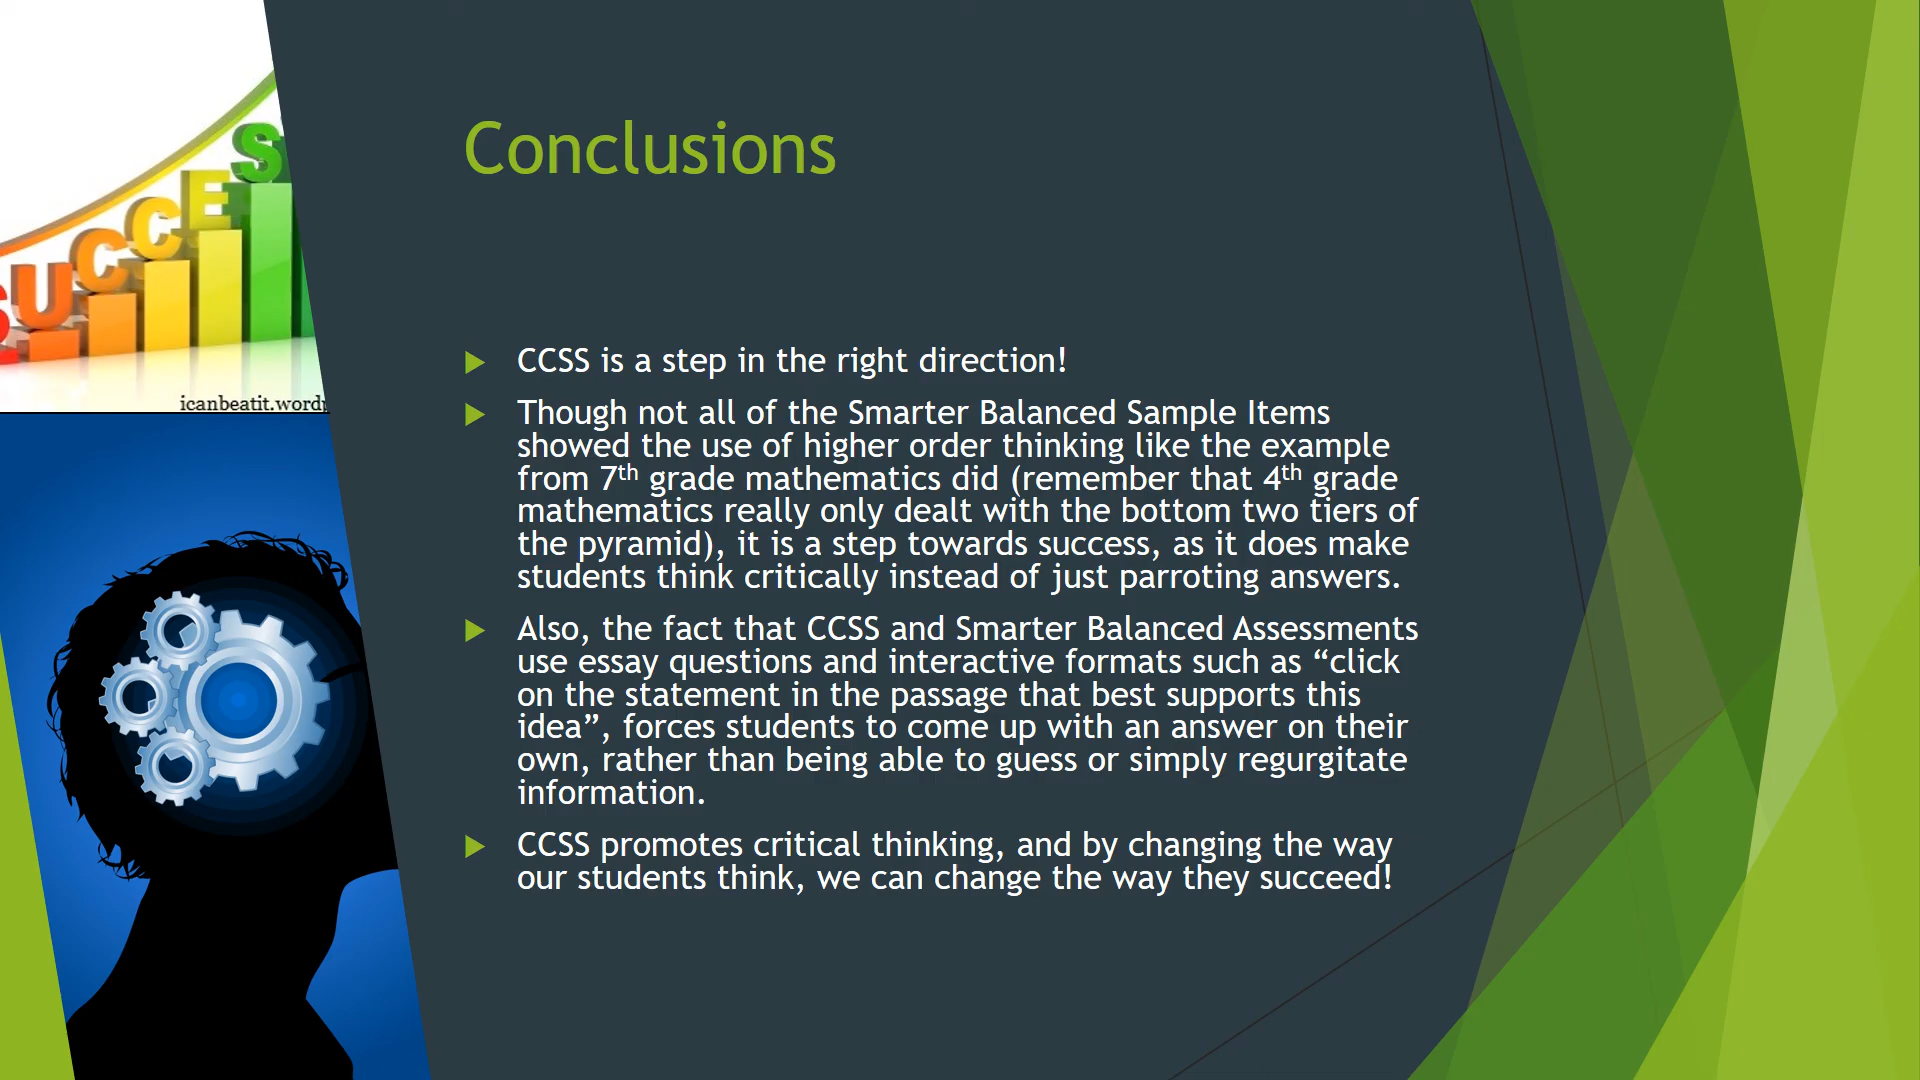 SUCCES
icanbeatit.word
Conclusions
CCSS is a step in the right direction!
Though not all of the Smarter Balanced Sample Items
showed the use of higher order thinking like the example
from 7th grade mathematics did (remember that 4th grade
mathematics really only dealt with the bottom two tiers of
the pyramid), it is a step towards success, as it does make
students think critically instead of just parroting answers.
Also, the fact that CCSS and Smarter Balanced Assessments
use essay questions and interactive formats such as “click
on the statement in the passage that best supports this
idea”, forces students to come up with an answer on their
own, rather than being able to guess or simply regurgitate
information.
CCSS promotes critical thinking, and by changing the way
our students think, we can change the way they succeed!